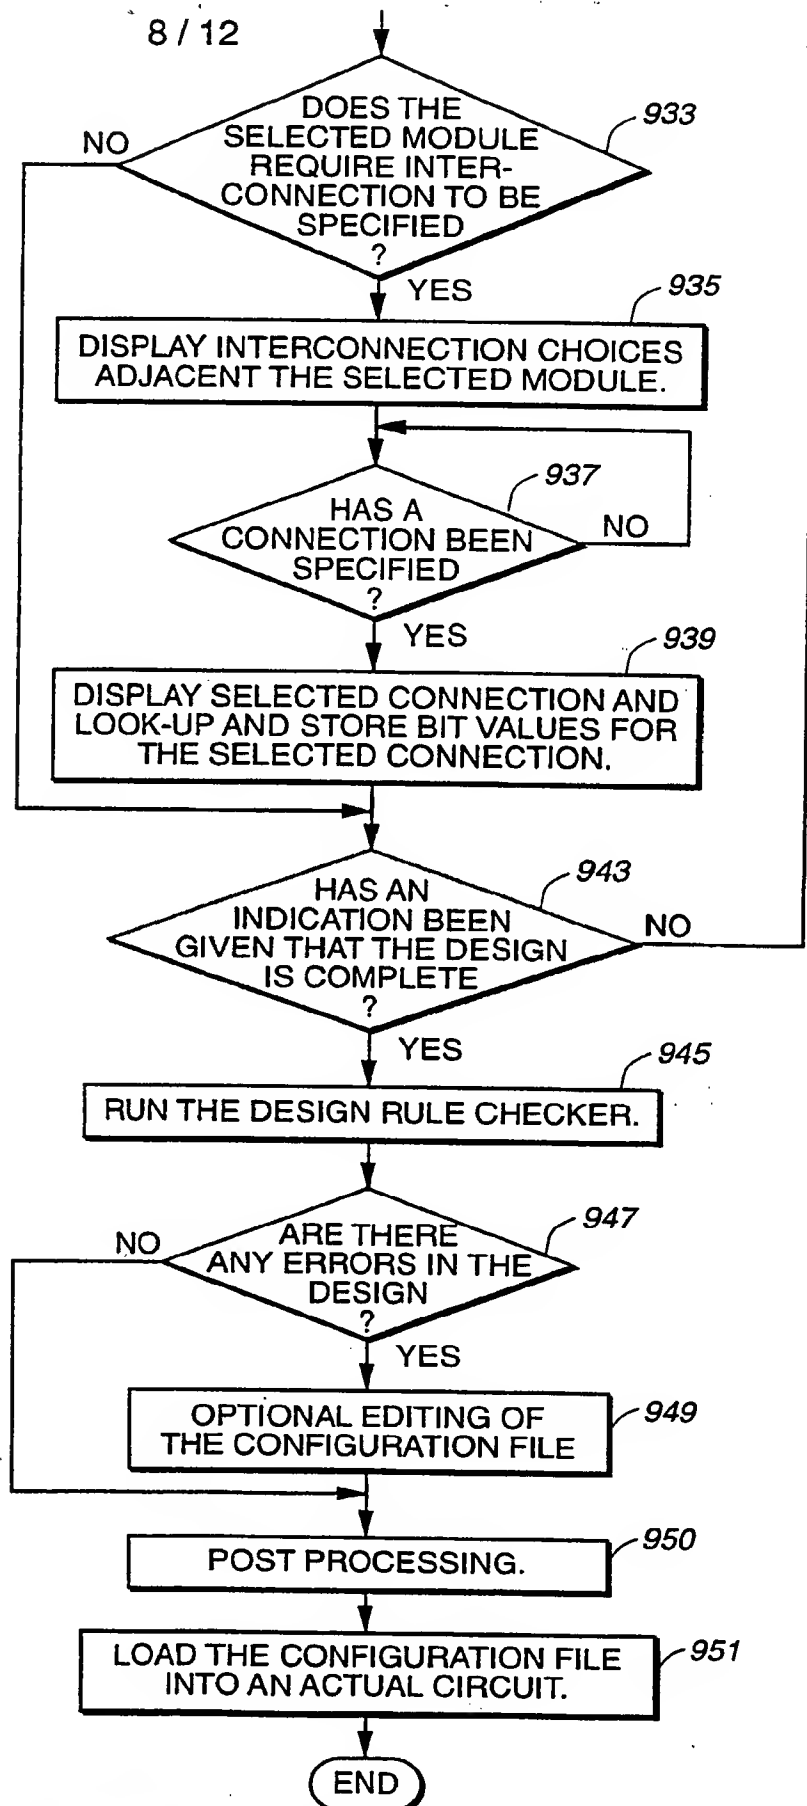 8 / 12
DOES THE
SELECTED MODULE
REQUIRE INTER-
CONNECTION TO BE
SPECIFIED
?
933
NO
YES
935
DISPLAY INTERCONNECTION CHOICES
ADJACENT THE SELECTED MODULE.
937
HAS A
CONNECTION BEEN
SPECIFIED
?
NO
YES
939
DISPLAY SELECTED CONNECTION AND
LOOK-UP AND STORE BIT VALUES FOR
THE SELECTED CONNECTION.
943
HAS AN
INDICATION BEEN
GIVEN THAT THE DESIGN
IS COMPLETE
?
NO
YES
945
RUN THE DESIGN RULE CHECKER.
947
NO
ARE THERE
ANY ERRORS IN THE
DESIGN
?
YES
OPTIONAL EDITING OF
THE CONFIGURATION FILE
949
POST PROCESSING.
950
LOAD THE CONFIGURATION FILE
INTO AN ACTUAL CIRCUIT.
951
END